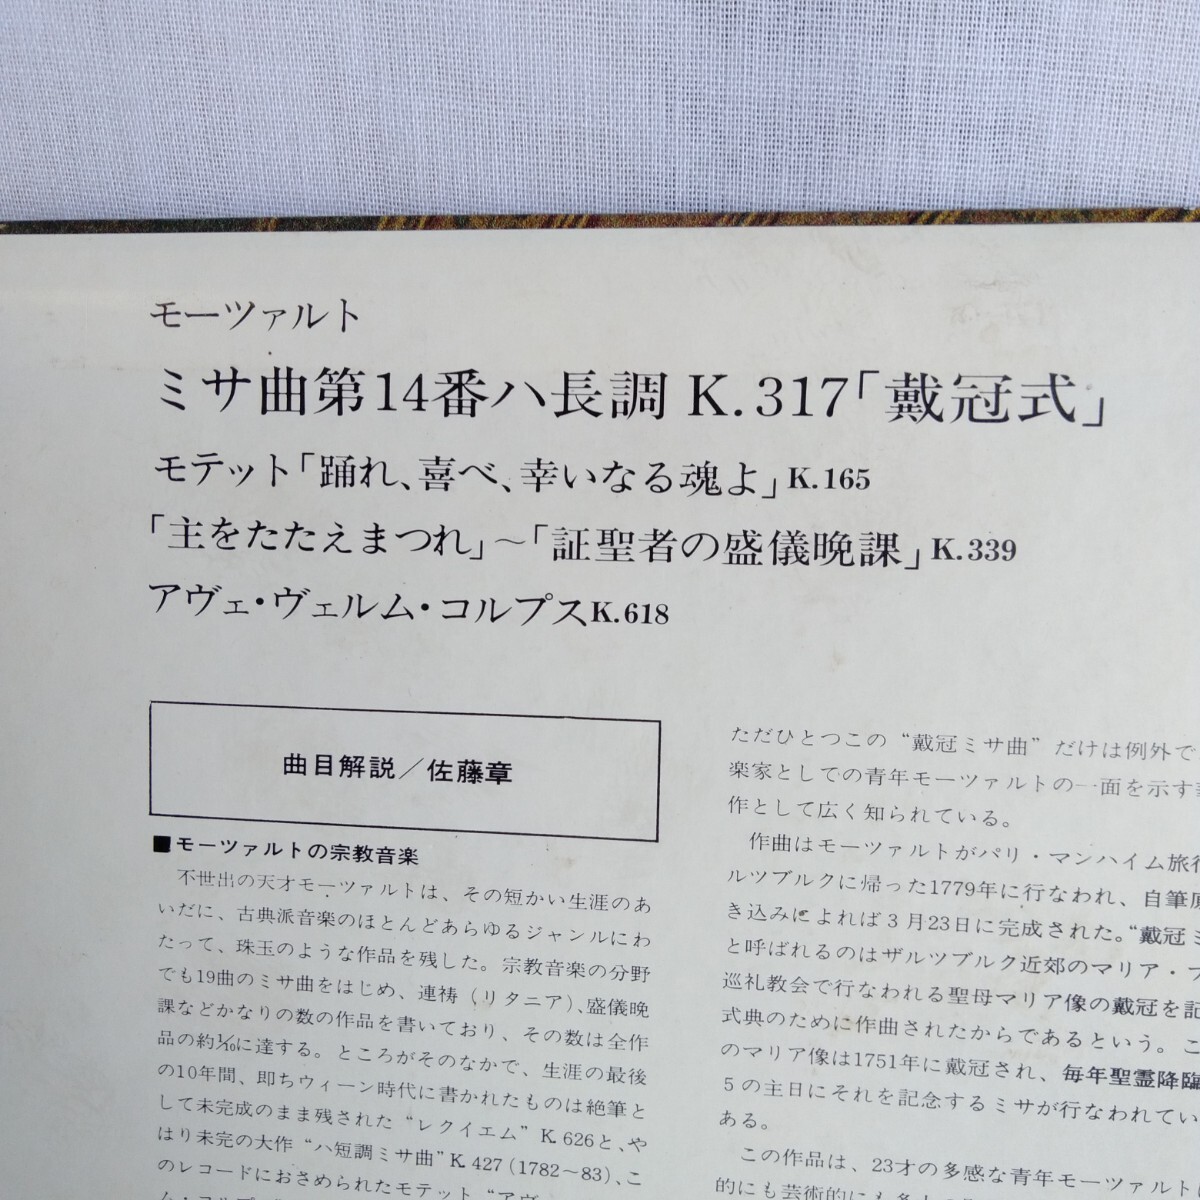 モーツァルト
ミサ曲第14番ハ長調 K.317「戴冠式」
モテット「踊れ、喜べ、幸いなる魂よ」K.165
「主をたたえまつれ」～「証聖者の盛儀晩課」K.339
アヴェ・ヴェルム・コルプスK.618
曲目解説／佐藤章
■モーツァルトの宗教音楽
不世出の天才モーツァルトは、その短かい生涯のあ
いだに、古典派音楽のほとんどあらゆるジャンルにわ
たって、珠玉のような作品を残した。宗教音楽の分野
でも19曲のミサ曲をはじめ、連祷（リタニア）、盛儀晩
課などかなりの数の作品を書いており、その数は全作
品の約1/10に達する。ところがそのなかで、生涯の最後
の10年間、即ちウィーン時代に書かれたものは絶筆と
して未完成のまま残された“レクイエム”K.626と、や
はり未完の大作“ハ短調ミサ曲”K.427（1782～83）、こ
のレコードにおさめられたモテット“アヴ
ただひとつこの“戴冠ミサ曲”だけは例外で
楽家としての青年モーツァルトの一面を示す
作として広く知られている。
作曲はモーツァルトがパリ・マンハイム旅行
ルツブルクに帰った1779年に行なわれ、自筆
き込みによれば3月23日に完成された。“戴冠ミ
と呼ばれるのはザルツブルク近郊のマリア・プ
巡礼教会で行なわれる聖母マリア像の戴冠を記
式典のために作曲されたからであるという。こ
のマリア像は1751年に戴冠され、毎年聖霊降臨
5の主日にそれを記念するミサが行なわれてい
ある。
この作品は、23才の多感な青年モーツァルト
的にも芸術的にも